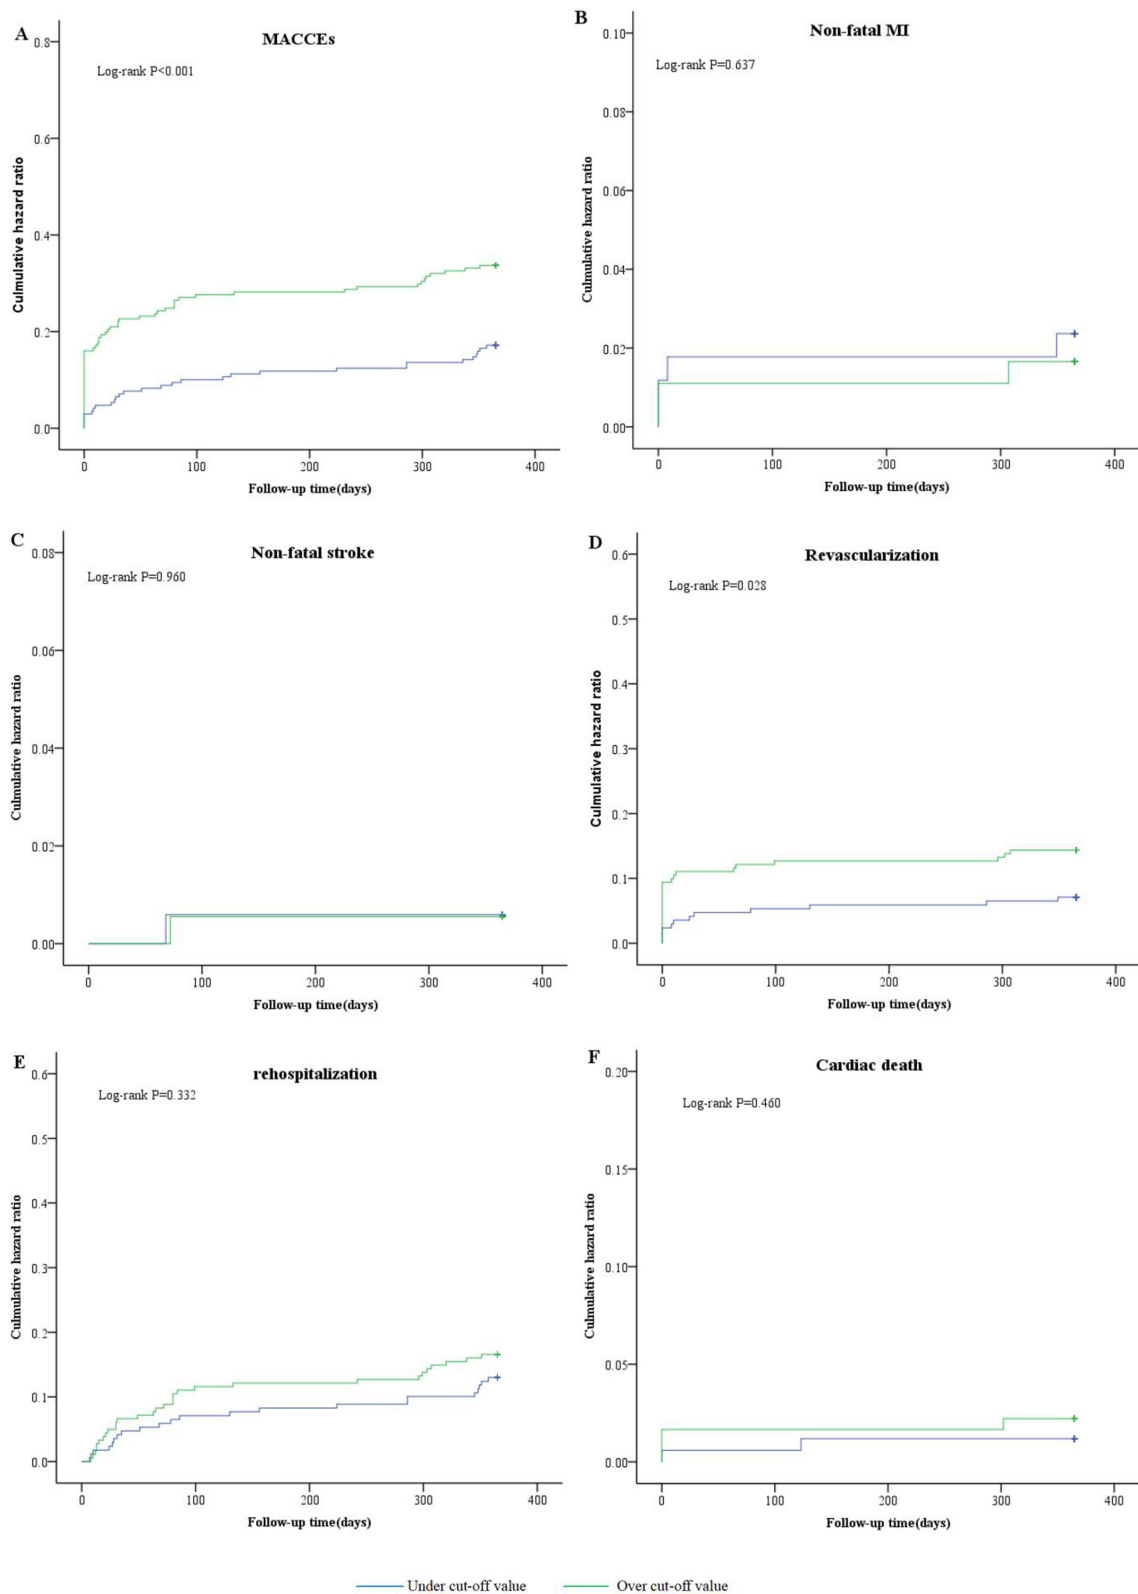 A
MACCEs
Log-rank P<0.001
Culmulative hazard ratio
0.8
0.6
0.4
0.2
0.0
0 100 200 300 400
Follow-up time(days)
B
Non-fatal MI
Log-rank P=0.637
Culmulative hazard ratio
0.10
0.08
0.06
0.04
0.02
0.00
0 100 200 300 400
Follow-up time(days)
C
Non-fatal stroke
Log-rank P=0.960
Culmulative hazard ratio
0.08
0.06
0.04
0.02
0.00
0 100 200 300 400
Follow-up time(days)
D
Revascularization
Log-rank P=0.028
Culmulative hazard ratio
0.6
0.5
0.4
0.3
0.2
0.1
0.0
0 100 200 300 400
Follow-up time(days)
E
rehospitalization
Log-rank P=0.332
Culmulative hazard ratio
0.6
0.5
0.4
0.3
0.2
0.1
0.0
0 100 200 300 400
Follow-up time(days)
F
Cardiac death
Log-rank P=0.460
Culmulative hazard ratio
0.20
0.15
0.10
0.05
0.00
0 100 200 300 400
Follow-up time(days)
Under cut-off value Over cut-off value